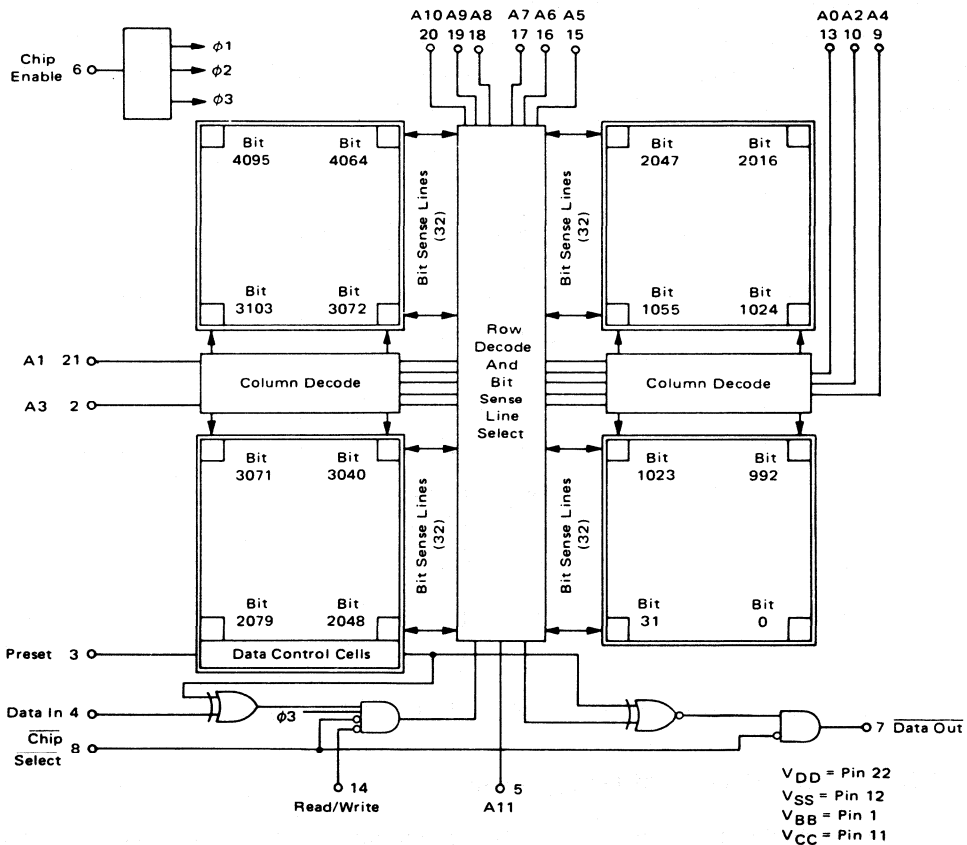 A10 A9 A8 A7 A6 A5 A0 A2 A4
20 19 18 17 16 15 13 10 9
Chip
Enable 6
ϕ1
ϕ2
ϕ3
Bit
4095
Bit
4064
Bit
3103
Bit
3072
Bit Sense Lines
(32)
Row
Decode
And
Bit
Sense
Line
Select
Bit Sense Lines
(32)
Bit
2047
Bit
2016
Bit
1055
Bit
1024
A1 21
A3 2
Column Decode
Column Decode
Bit
3071
Bit
3040
Bit
2079
Bit
2048
Bit Sense Lines
(32)
Bit Sense Lines
(32)
Bit
1023
Bit
992
Bit
31
Bit
0
Preset 3
Data Control Cells
Data In 4
ϕ3
Chip
Select 8
7 Data Out
14
Read/Write
5
A11
VDD = Pin 22
VSS = Pin 12
VBB = Pin 1
VCC = Pin 11